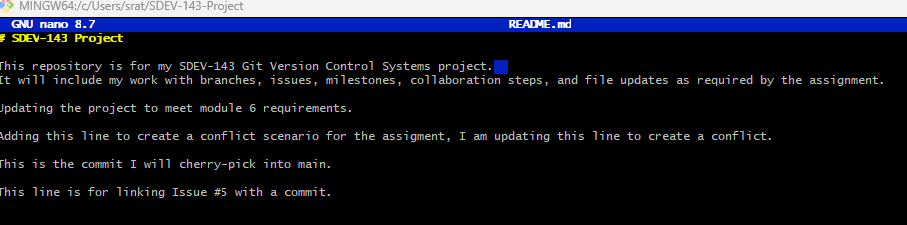 MINGW64:/c/Users/srat/SDEV-143-Project
GNU nano 8.7 README.md
# SDEV-143 Project
This repository is for my SDEV-143 Git Version Control Systems project.
It will include my work with branches, issues, milestones, collaboration steps, and file updates as required by the assignment.
Updating the project to meet module 6 requirements.
Adding this line to create a conflict scenario for the assigment, I am updating this line to create a conflict.
This is the commit I will cherry-pick into main.
This line is for linking Issue #5 with a commit.